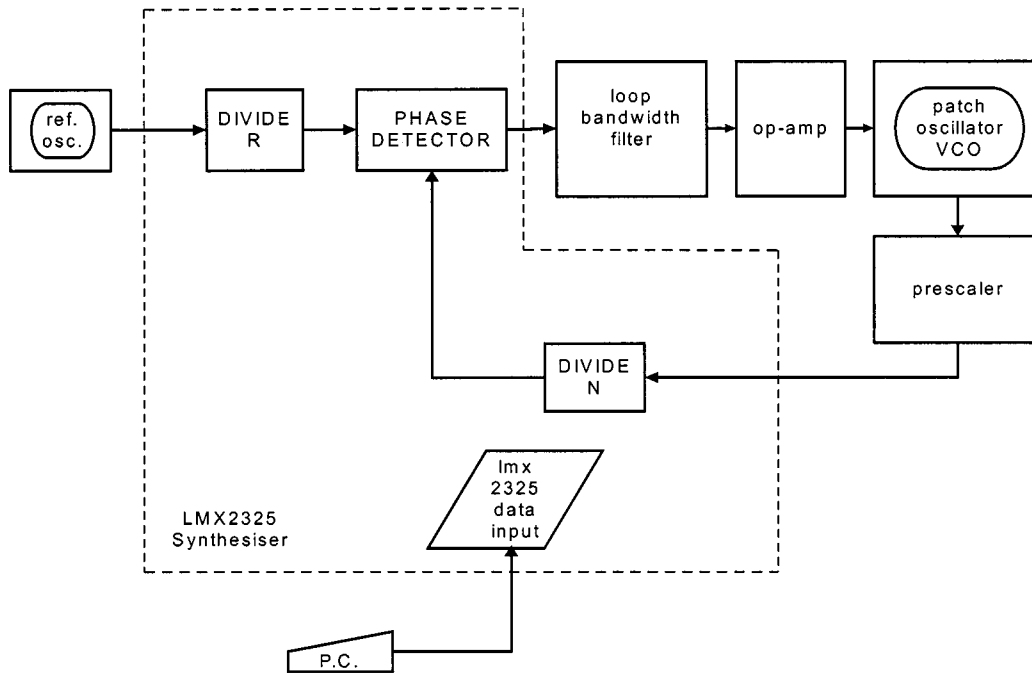 ref.
osc.
DIVIDE
R
PHASE
DETECTOR
loop
bandwidth
filter
op-amp
patch
oscillator
VCO
prescaler
DIVIDE
N
lmx
2325
data
input
LMX2325
Synthesiser
P.C.